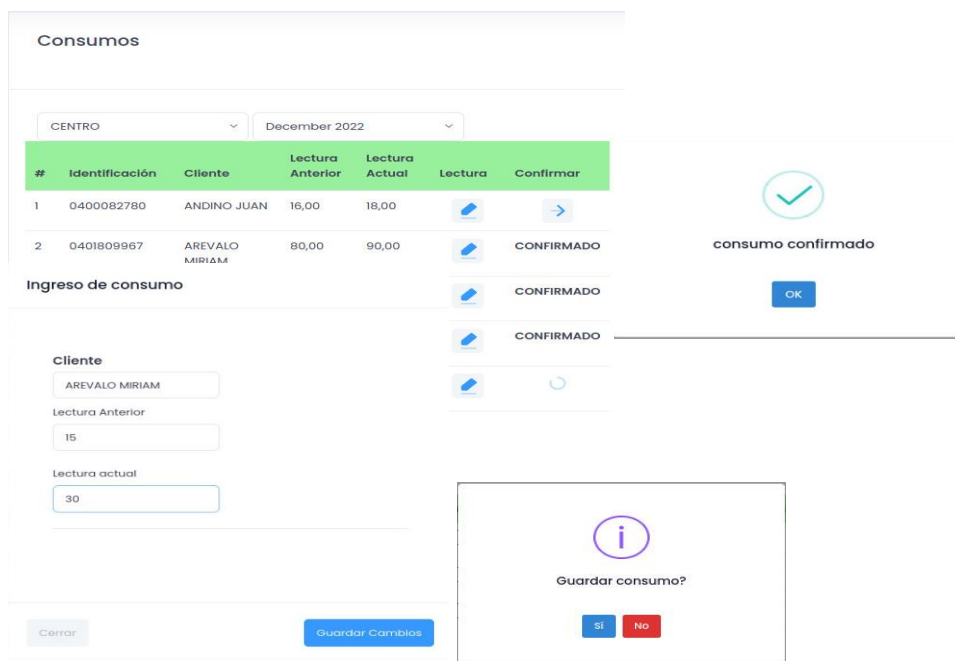 Consumos
CENTRO December 2022
# Identificación Cliente Lectura Anterior Lectura Actual Lectura Confirmar
1 0400082780 ANDINO JUAN 16,00 18,00
2 0401809967 AREVALO MIRIAM 80,00 90,00 CONFIRMADO
CONFIRMADO
CONFIRMADO
consumo confirmado
OK
Ingreso de consumo
Cliente
AREVALO MIRIAM
Lectura Anterior
15
Lectura actual
30
Cerrar Guardar Cambios
i
Guardar consumo?
Sí No